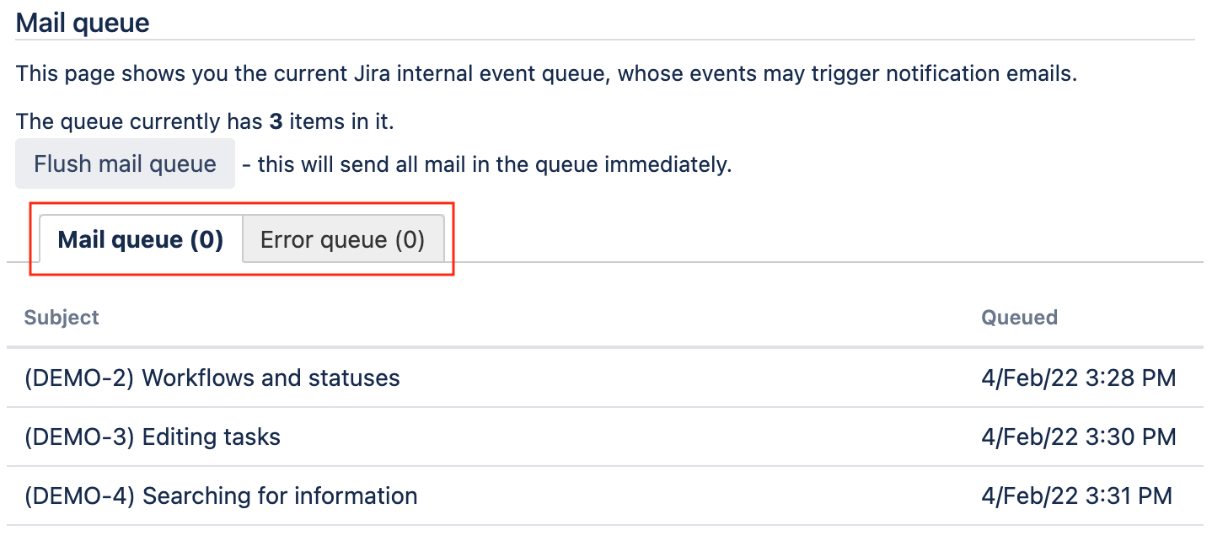 Mail queue
This page shows you the current Jira internal event queue, whose events may trigger notification emails.
The queue currently has 3 items in it.
Flush mail queue - this will send all mail in the queue immediately.
Mail queue (0) Error queue (0)
Subject Queued
(DEMO-2) Workflows and statuses 4/Feb/22 3:28 PM
(DEMO-3) Editing tasks 4/Feb/22 3:30 PM
(DEMO-4) Searching for information 4/Feb/22 3:31 PM